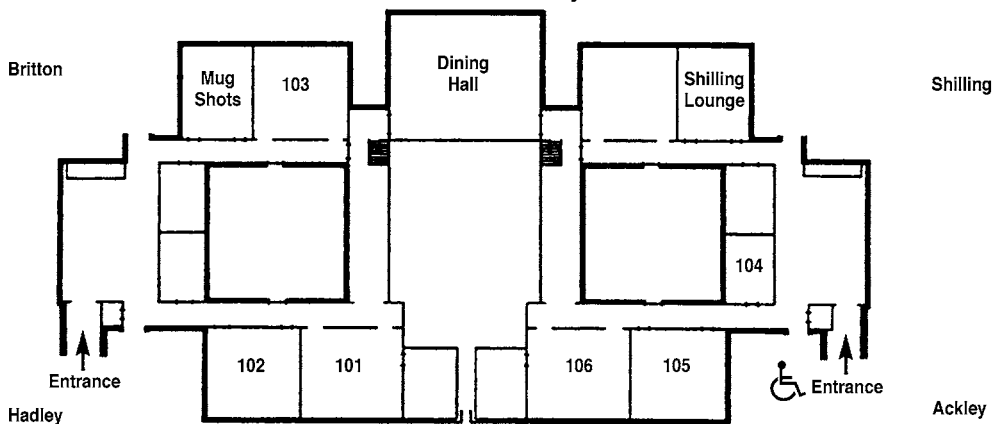 Britton
Mug
Shots
103
Dining
Hall
Shilling
Lounge
Shilling
104
102
101
106
105
Entrance
Entrance
Hadley
Ackley